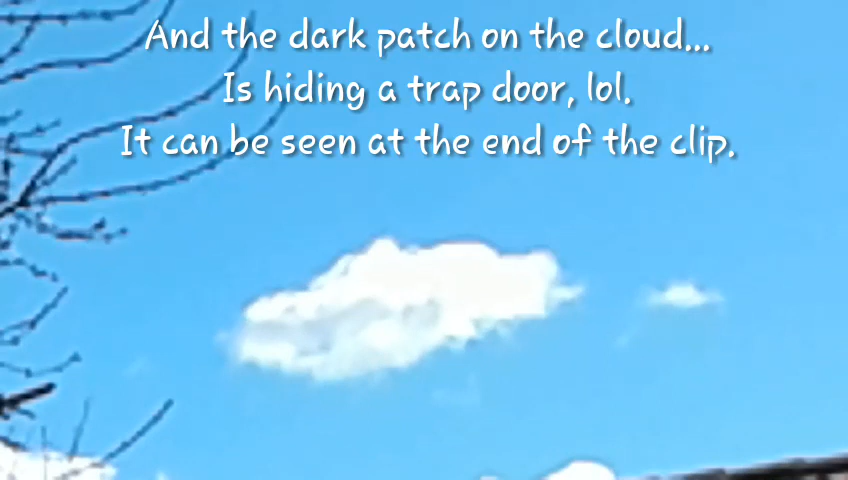 And the dark patch on the cloud...
Is hiding a trap door, lol.
It can be seen at the end of the clip.